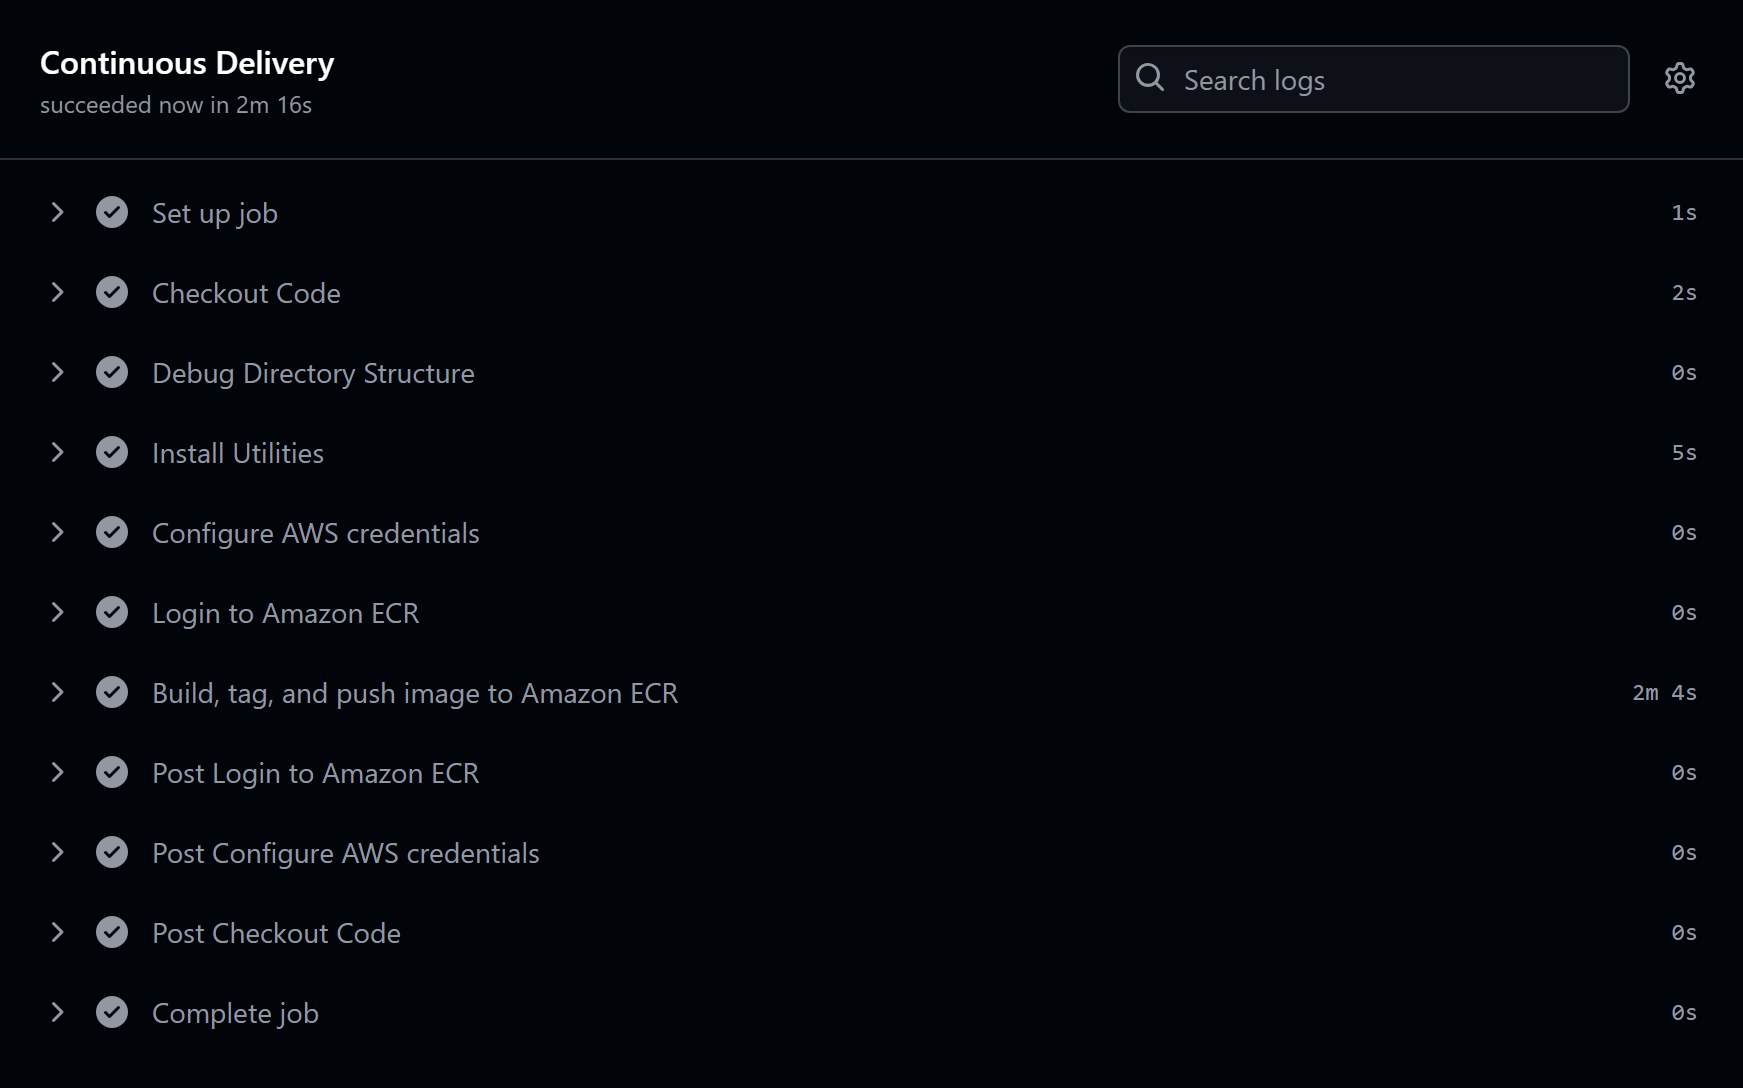 Continuous Delivery
succeeded now in 2m 16s
Search logs
Set up job 1s
Checkout Code 2s
Debug Directory Structure 0s
Install Utilities 5s
Configure AWS credentials 0s
Login to Amazon ECR 0s
Build, tag, and push image to Amazon ECR 2m 4s
Post Login to Amazon ECR 0s
Post Configure AWS credentials 0s
Post Checkout Code 0s
Complete job 0s